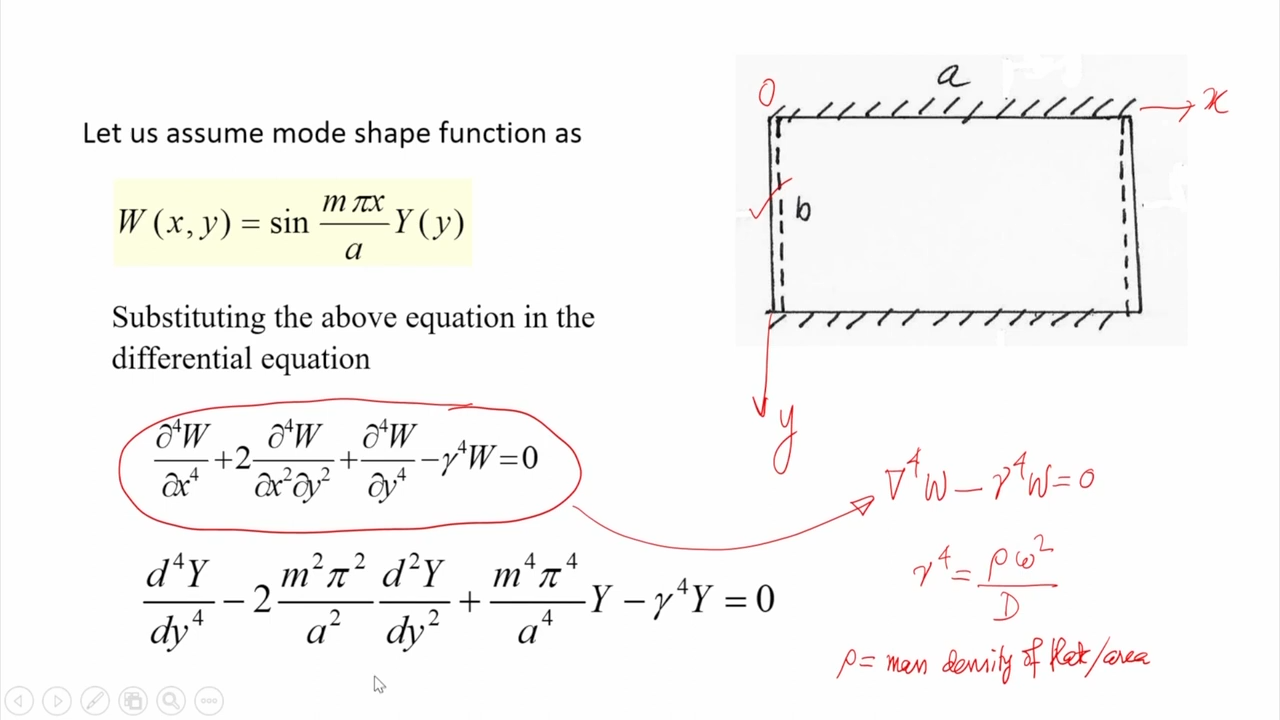 Let us assume mode shape function as
W(x, y) = sin mπx/a Y(y)
Substituting the above equation in the
differential equation
∂⁴W/∂x⁴ + 2 ∂⁴W/∂x²∂y² + ∂⁴W/∂y⁴ − γ⁴W = 0
d⁴Y/dy⁴ − 2 m²π²/a² d²Y/dy² + m⁴π⁴/a⁴ Y − γ⁴Y = 0
a
0
x
b
y
∇⁴W − γ⁴W = 0
γ⁴ = ρω²/D
ρ = mass density of Plate/area